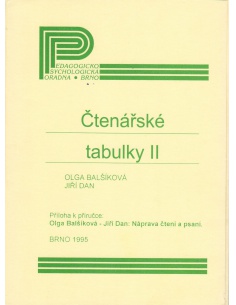 PEDAGOGICKO
PSYCHOLOGICKÁ
PORADNA • BRNO
Čtenářské
tabulky II
OLGA BALŠÍKOVÁ
JIŘÍ DAN
Příloha k příručce:
Olga Balšíková - Jiří Dan: Náprava čtení a psaní.
BRNO 1995